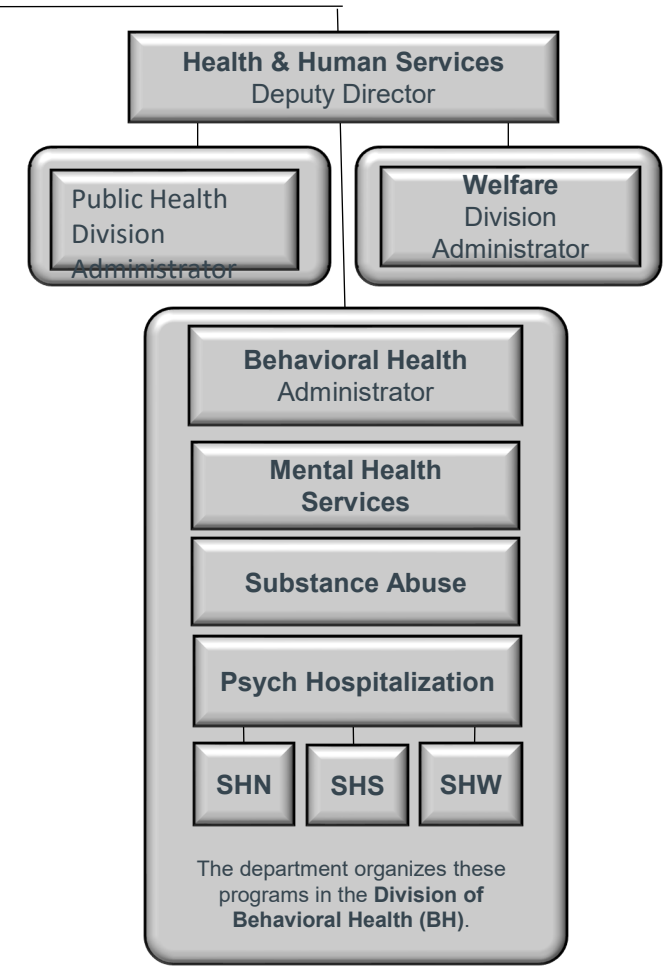 Health & Human Services
Deputy Director
Public Health
Division
Administrator
Welfare
Division
Administrator
Behavioral Health
Administrator
Mental Health
Services
Substance Abuse
Psych Hospitalization
SHN
SHS
SHW
The department organizes these
programs in the Division of
Behavioral Health (BH).